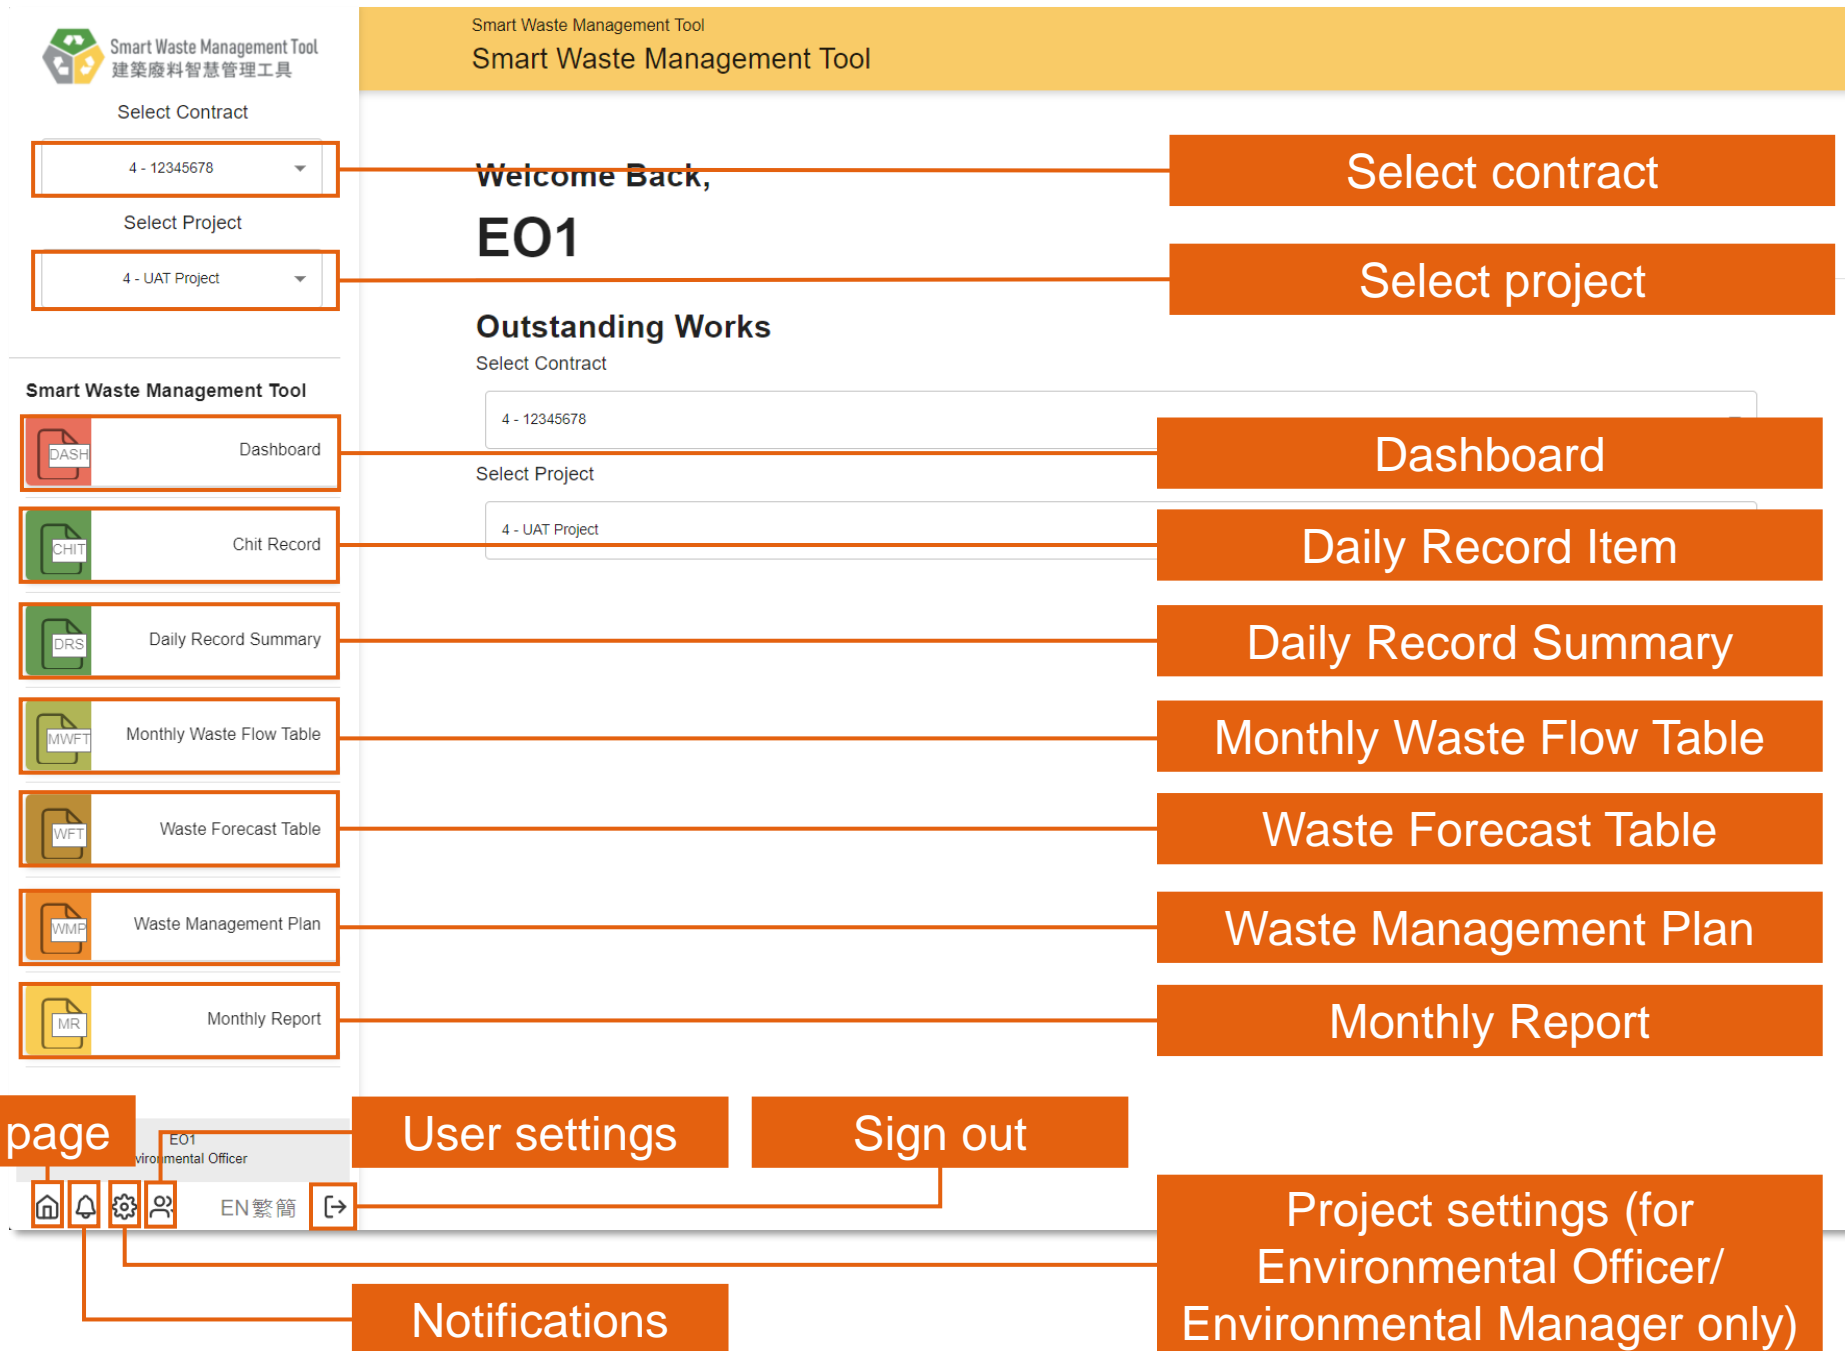 Smart Waste Management Tool
建築廢料智慧管理工具
Select Contract
4 - 12345678
Select Project
4 - UAT Project
Smart Waste Management Tool
DASH
Dashboard
CHIT
Chit Record
DRS
Daily Record Summary
MWFT
Monthly Waste Flow Table
WFT
Waste Forecast Table
WMP
Waste Management Plan
MR
Monthly Report
page
EO1
vironmental Officer
EN繁簡
Smart Waste Management Tool
Smart Waste Management Tool
Welcome Back,
EO1
Outstanding Works
Select Contract
4 - 12345678
Select Project
4 - UAT Project
Select contract
Select project
Dashboard
Daily Record Item
Daily Record Summary
Monthly Waste Flow Table
Waste Forecast Table
Waste Management Plan
Monthly Report
User settings
Sign out
Notifications
Project settings (for
Environmental Officer/
Environmental Manager only)